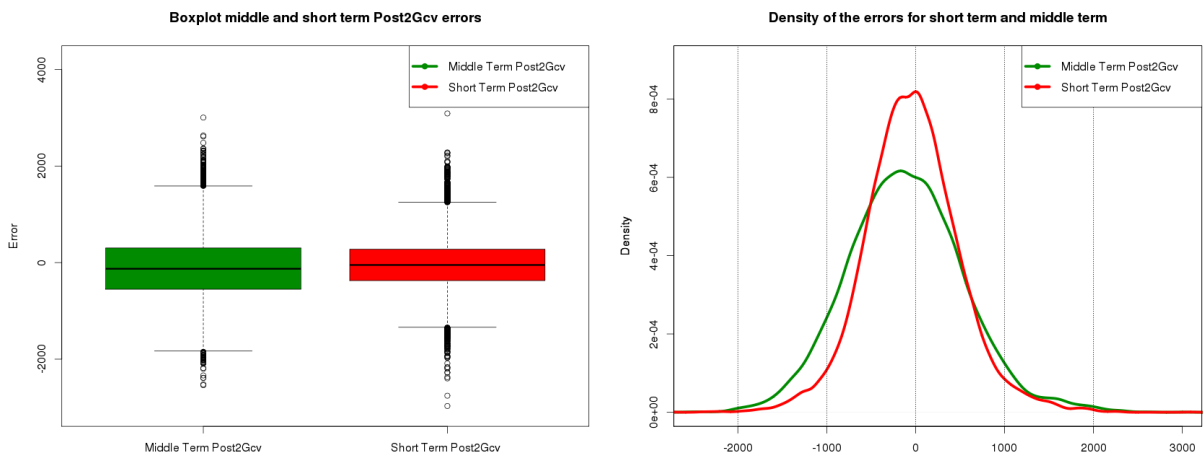 Boxplot middle and short term Post2Gcv errors
Middle Term Post2Gcv
Short Term Post2Gcv
Error
4000
2000
0
-2000
Middle Term Post2Gcv
Short Term Post2Gcv
Density of the errors for short term and middle term
Middle Term Post2Gcv
Short Term Post2Gcv
Density
8e-04
6e-04
4e-04
2e-04
0e+00
-2000
-1000
0
1000
2000
3000